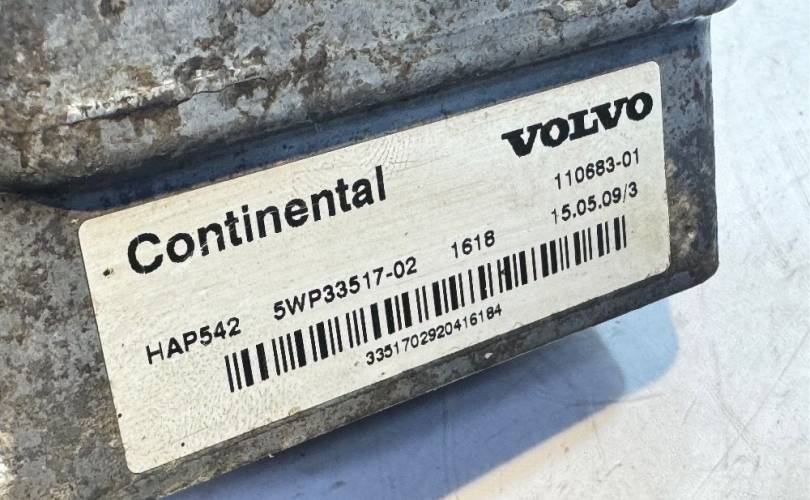 VOLVO
Continental
110683-01
HAP542 5WP33517-02 1618 15.05.09/3
3351702920416184